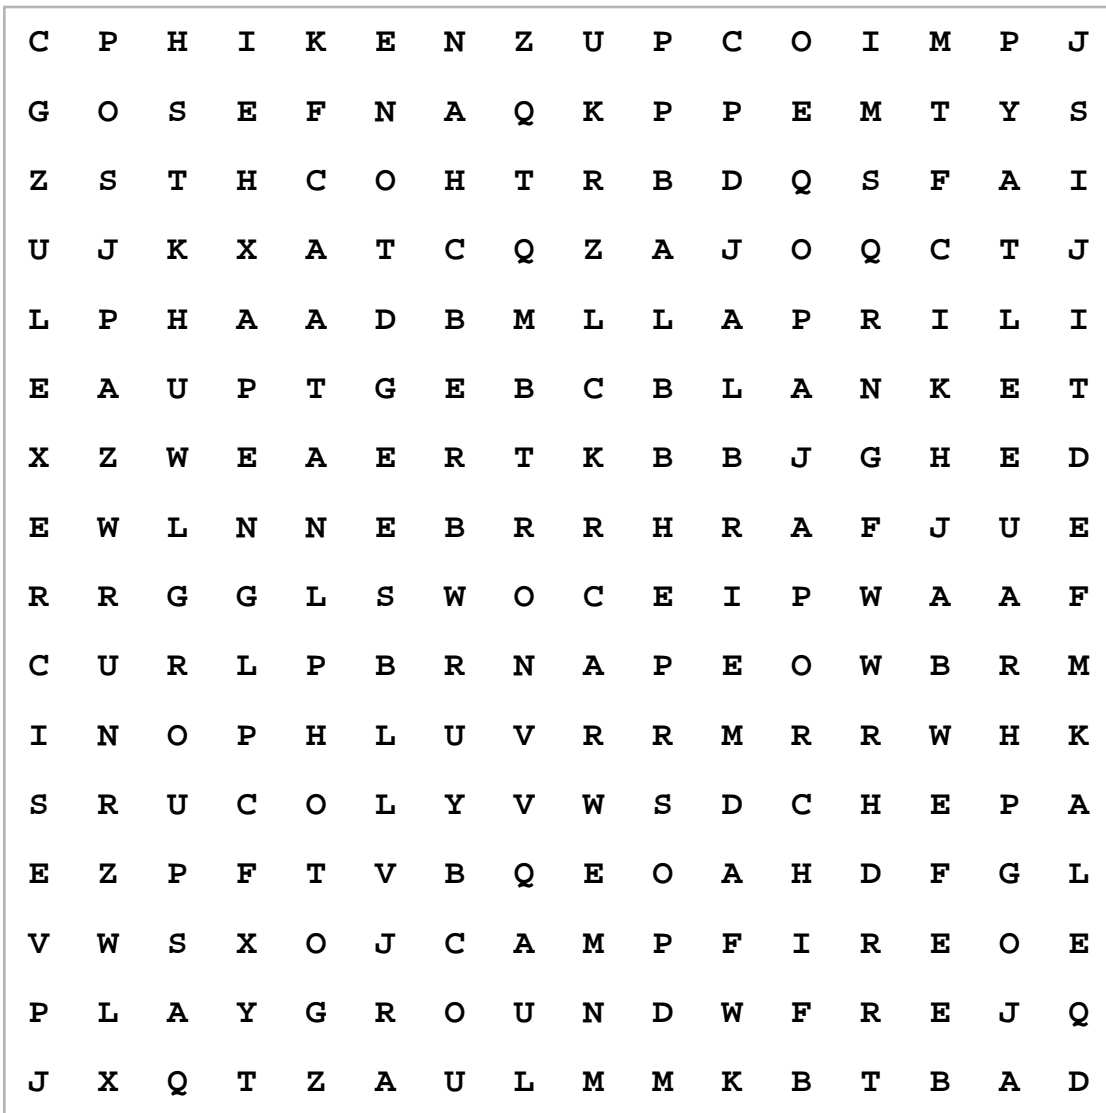 C P H I K E N Z U P C O I M P J
G O S E F N A Q K P P E M T Y S
Z S T H C O H T R B D Q S F A I
U J K X A T C Q Z A J O Q C T J
L P H A A D B M L L A P R I L I
E A U P T G E B C B L A N K E T
X Z W E A E R T K B B J G H E D
E W L N N E B R R H R A F J U E
R R G G L S W O C E I P W A A F
C U R L P B R N A P E O W B R M
I N O P H L U V R R M R R W H K
S R U C O L Y V W S D C H E P A
E Z P F T V B Q E O A H D F G L
V W S X O J C A M P F I R E O E
P L A Y G R O U N D W F R E J Q
J X Q T Z A U L M M K B T B A D